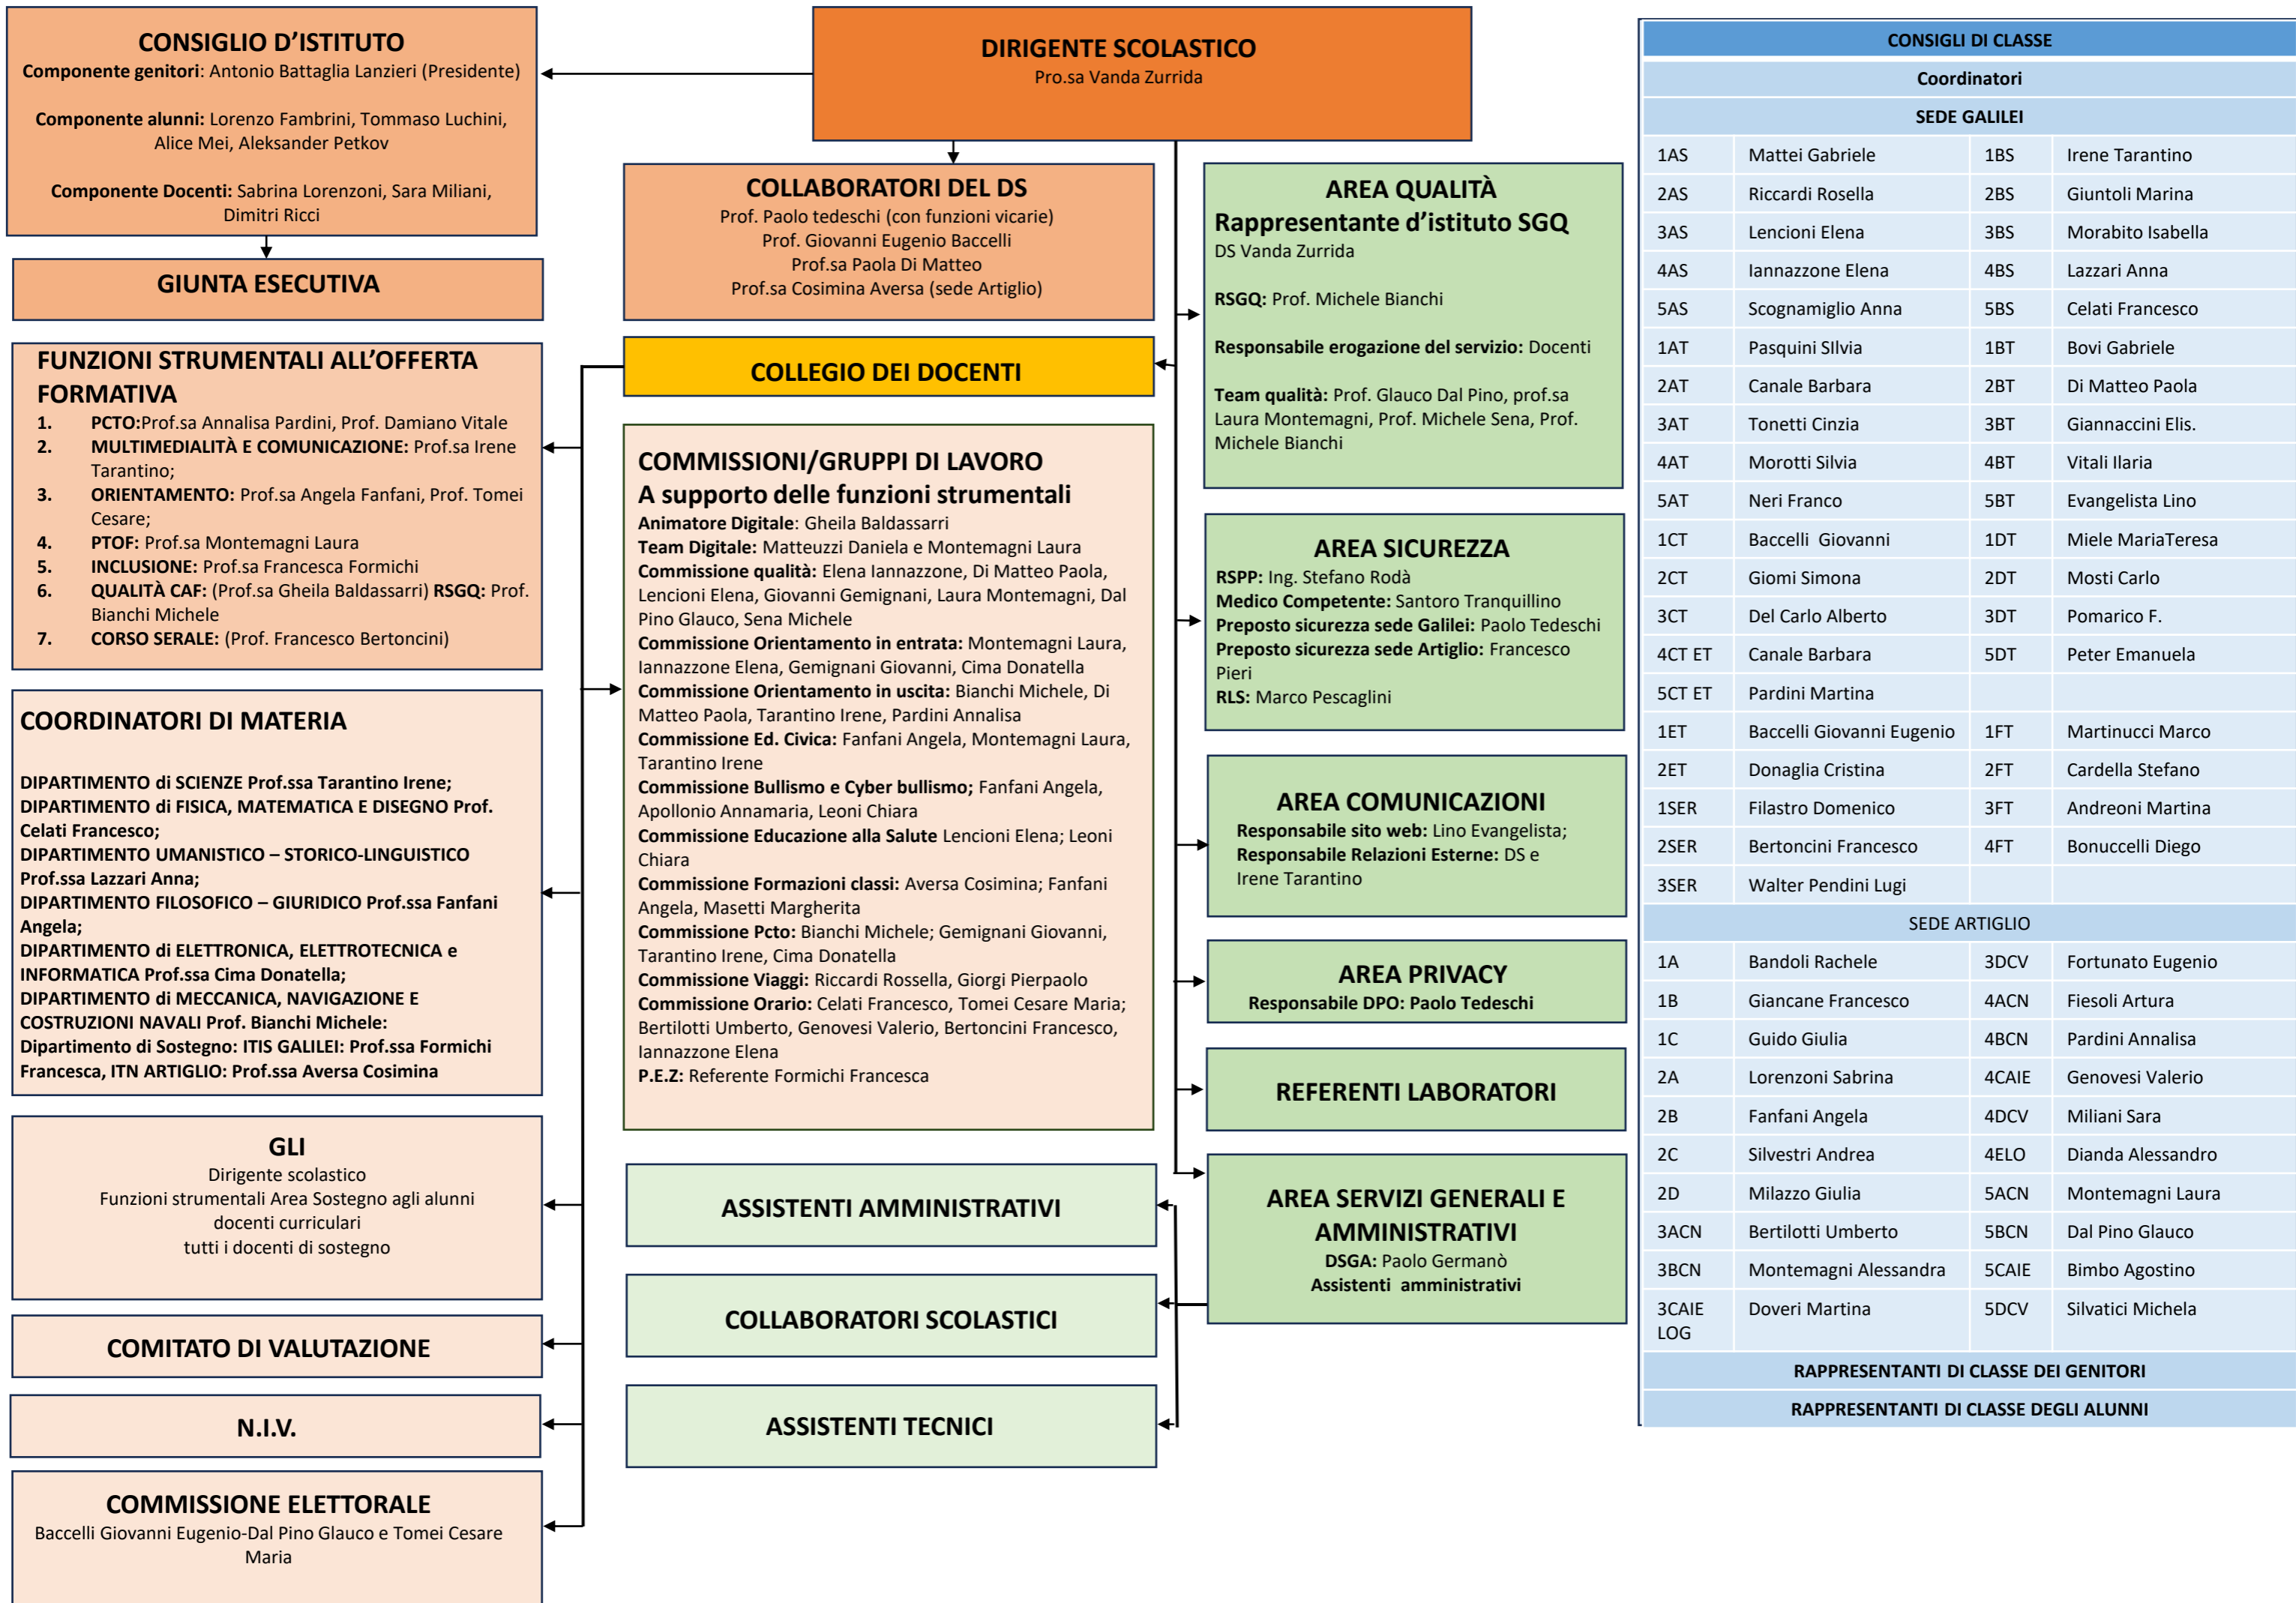 CONSIGLIO D’ISTITUTO
Componente genitori: Antonio Battaglia Lanzieri (Presidente)
Componente alunni: Lorenzo Fambrini, Tommaso Luchini,
Alice Mei, Aleksander Petkov
Componente Docenti: Sabrina Lorenzoni, Sara Miliani,
Dimitri Ricci
GIUNTA ESECUTIVA
FUNZIONI STRUMENTALI ALL’OFFERTA
FORMATIVA
1. PCTO:Prof.sa Annalisa Pardini, Prof. Damiano Vitale
2. MULTIMEDIALITÀ E COMUNICAZIONE: Prof.sa Irene
Tarantino;
3. ORIENTAMENTO: Prof.sa Angela Fanfani, Prof. Tomei
Cesare;
4. PTOF: Prof.sa Montemagni Laura
5. INCLUSIONE: Prof.sa Francesca Formichi
6. QUALITÀ CAF: (Prof.sa Gheila Baldassarri) RSGQ: Prof.
Bianchi Michele
7. CORSO SERALE: (Prof. Francesco Bertoncini)
COORDINATORI DI MATERIA
DIPARTIMENTO di SCIENZE Prof.ssa Tarantino Irene;
DIPARTIMENTO di FISICA, MATEMATICA E DISEGNO Prof.
Celati Francesco;
DIPARTIMENTO UMANISTICO – STORICO-LINGUISTICO
Prof.ssa Lazzari Anna;
DIPARTIMENTO FILOSOFICO – GIURIDICO Prof.ssa Fanfani
Angela;
DIPARTIMENTO di ELETTRONICA, ELETTROTECNICA e
INFORMATICA Prof.ssa Cima Donatella;
DIPARTIMENTO di MECCANICA, NAVIGAZIONE E
COSTRUZIONI NAVALI Prof. Bianchi Michele:
Dipartimento di Sostegno: ITIS GALILEI: Prof.ssa Formichi
Francesca, ITN ARTIGLIO: Prof.ssa Aversa Cosimina
GLI
Dirigente scolastico
Funzioni strumentali Area Sostegno agli alunni
docenti curriculari
tutti i docenti di sostegno
COMITATO DI VALUTAZIONE
N.I.V.
COMMISSIONE ELETTORALE
Baccelli Giovanni Eugenio-Dal Pino Glauco e Tomei Cesare
Maria
DIRIGENTE SCOLASTICO
Pro.sa Vanda Zurrida
COLLABORATORI DEL DS
Prof. Paolo tedeschi (con funzioni vicarie)
Prof. Giovanni Eugenio Baccelli
Prof.sa Paola Di Matteo
Prof.sa Cosimina Aversa (sede Artiglio)
COLLEGIO DEI DOCENTI
COMMISSIONI/GRUPPI DI LAVORO
A supporto delle funzioni strumentali
Animatore Digitale: Gheila Baldassarri
Team Digitale: Matteuzzi Daniela e Montemagni Laura
Commissione qualità: Elena Iannazzone, Di Matteo Paola,
Lencioni Elena, Giovanni Gemignani, Laura Montemagni, Dal
Pino Glauco, Sena Michele
Commissione Orientamento in entrata: Montemagni Laura,
Iannazzone Elena, Gemignani Giovanni, Cima Donatella
Commissione Orientamento in uscita: Bianchi Michele, Di
Matteo Paola, Tarantino Irene, Pardini Annalisa
Commissione Ed. Civica: Fanfani Angela, Montemagni Laura,
Tarantino Irene
Commissione Bullismo e Cyber bullismo; Fanfani Angela,
Apollonio Annamaria, Leoni Chiara
Commissione Educazione alla Salute Lencioni Elena; Leoni
Chiara
Commissione Formazioni classi: Aversa Cosimina; Fanfani
Angela, Masetti Margherita
Commissione Pcto: Bianchi Michele; Gemignani Giovanni,
Tarantino Irene, Cima Donatella
Commissione Viaggi: Riccardi Rossella, Giorgi Pierpaolo
Commissione Orario: Celati Francesco, Tomei Cesare Maria;
Bertilotti Umberto, Genovesi Valerio, Bertoncini Francesco,
Iannazzone Elena
P.E.Z: Referente Formichi Francesca
ASSISTENTI AMMINISTRATIVI
COLLABORATORI SCOLASTICI
ASSISTENTI TECNICI
AREA QUALITÀ
Rappresentante d’istituto SGQ
DS Vanda Zurrida
RSGQ: Prof. Michele Bianchi
Responsabile erogazione del servizio: Docenti
Team qualità: Prof. Glauco Dal Pino, prof.sa
Laura Montemagni, Prof. Michele Sena, Prof.
Michele Bianchi
AREA SICUREZZA
RSPP: Ing. Stefano Rodà
Medico Competente: Santoro Tranquillino
Preposto sicurezza sede Galilei: Paolo Tedeschi
Preposto sicurezza sede Artiglio: Francesco
Pieri
RLS: Marco Pescaglini
AREA COMUNICAZIONI
Responsabile sito web: Lino Evangelista;
Responsabile Relazioni Esterne: DS e
Irene Tarantino
AREA PRIVACY
Responsabile DPO: Paolo Tedeschi
REFERENTI LABORATORI
AREA SERVIZI GENERALI E
AMMINISTRATIVI
DSGA: Paolo Germanò
Assistenti amministrativi
CONSIGLI DI CLASSE
Coordinatori
SEDE GALILEI
1AS Mattei Gabriele 1BS Irene Tarantino
2AS Riccardi Rosella 2BS Giuntoli Marina
3AS Lencioni Elena 3BS Morabito Isabella
4AS Iannazzone Elena 4BS Lazzari Anna
5AS Scognamiglio Anna 5BS Celati Francesco
1AT Pasquini SIlvia 1BT Bovi Gabriele
2AT Canale Barbara 2BT Di Matteo Paola
3AT Tonetti Cinzia 3BT Giannaccini Elis.
4AT Morotti Silvia 4BT Vitali Ilaria
5AT Neri Franco 5BT Evangelista Lino
1CT Baccelli Giovanni 1DT Miele MariaTeresa
2CT Giomi Simona 2DT Mosti Carlo
3CT Del Carlo Alberto 3DT Pomarico F.
4CT ET Canale Barbara 5DT Peter Emanuela
5CT ET Pardini Martina
1ET Baccelli Giovanni Eugenio 1FT Martinucci Marco
2ET Donaglia Cristina 2FT Cardella Stefano
1SER Filastro Domenico 3FT Andreoni Martina
2SER Bertoncini Francesco 4FT Bonuccelli Diego
3SER Walter Pendini Lugi
SEDE ARTIGLIO
1A Bandoli Rachele 3DCV Fortunato Eugenio
1B Giancane Francesco 4ACN Fiesoli Artura
1C Guido Giulia 4BCN Pardini Annalisa
2A Lorenzoni Sabrina 4CAIE Genovesi Valerio
2B Fanfani Angela 4DCV Miliani Sara
2C Silvestri Andrea 4ELO Dianda Alessandro
2D Milazzo Giulia 5ACN Montemagni Laura
3ACN Bertilotti Umberto 5BCN Dal Pino Glauco
3BCN Montemagni Alessandra 5CAIE Bimbo Agostino
3CAIE Doveri Martina 5DCV Silvatici Michela
LOG
RAPPRESENTANTI DI CLASSE DEI GENITORI
RAPPRESENTANTI DI CLASSE DEGLI ALUNNI